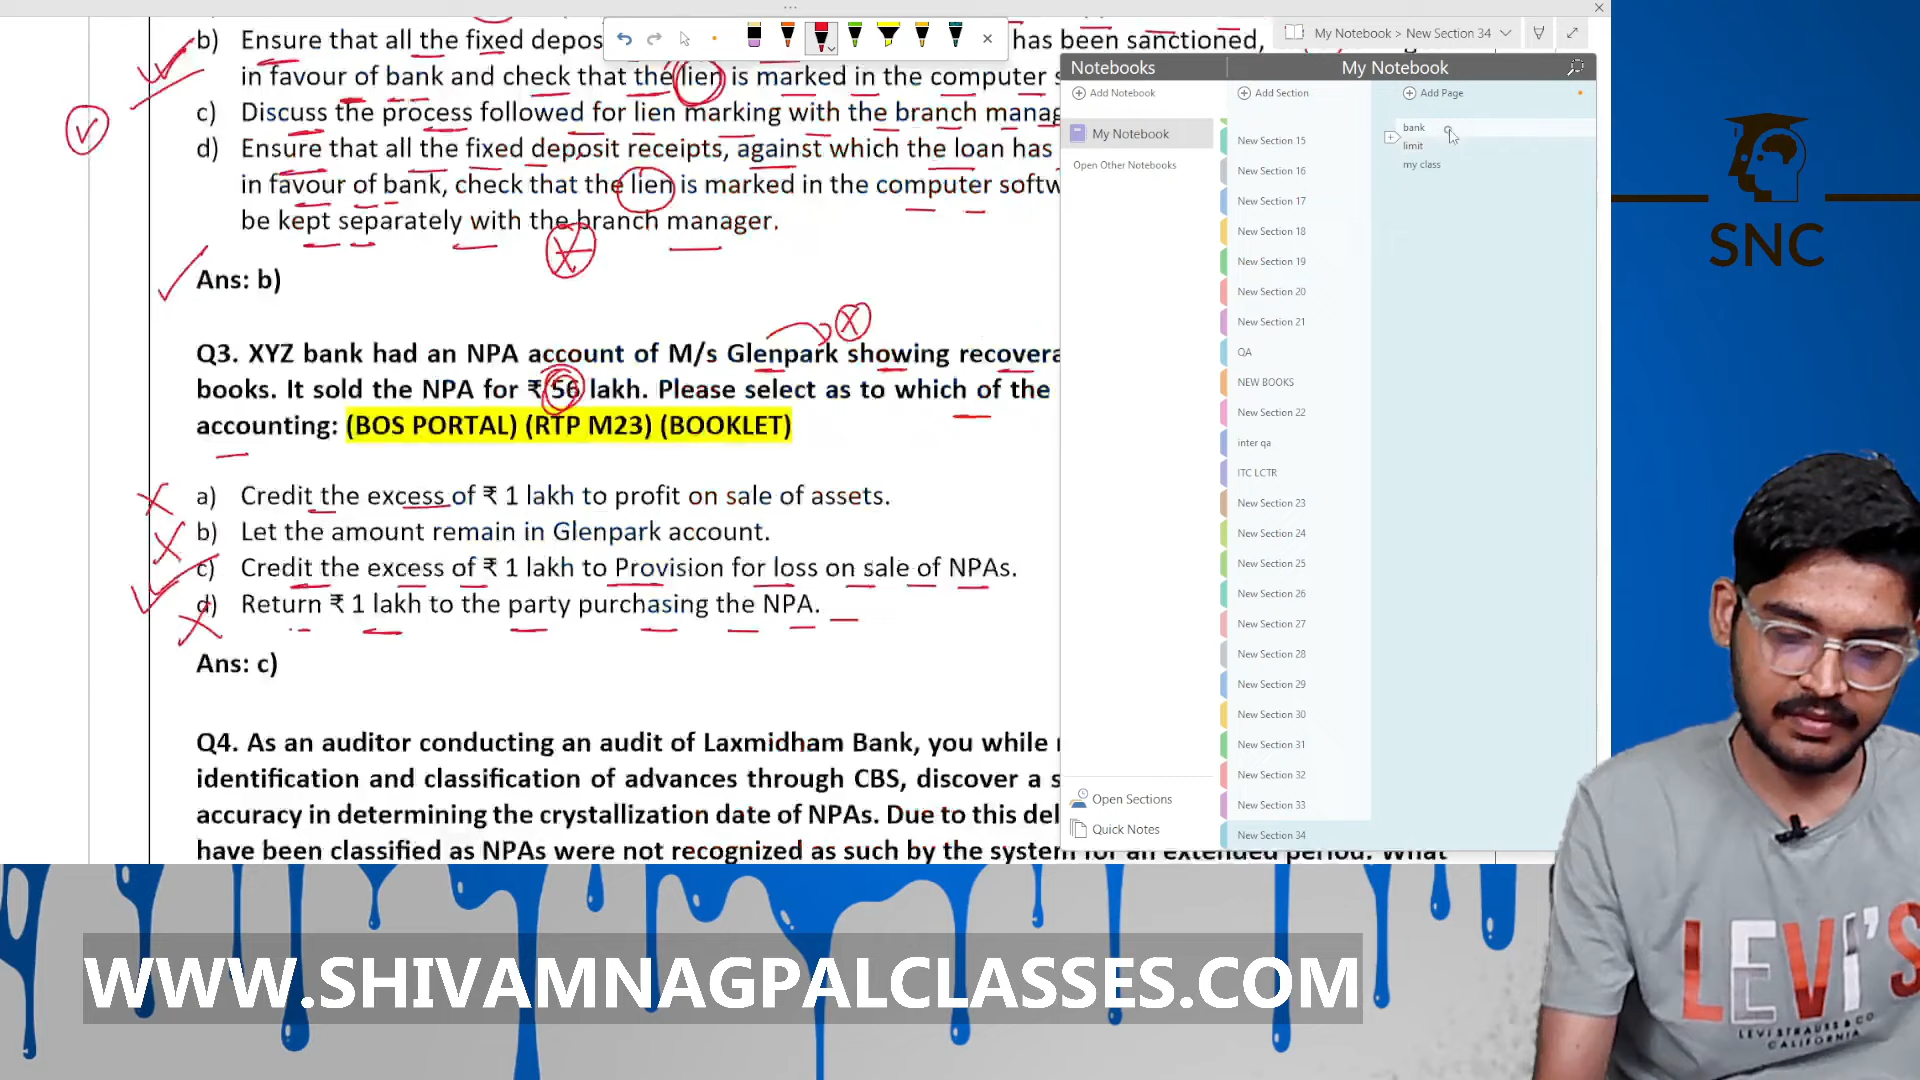 b) Ensure that all the fixed depos
has been sanctioned,
in favour of bank and check that the lien is marked in the computer s
c) Discuss the process followed for lien marking with the branch manag
d) Ensure that all the fixed deposit receipts, against which the loan has
in favour of bank, check that the lien is marked in the computer softw
be kept separately with the branch manager.
Ans: b)
Q3. XYZ bank had an NPA account of M/s Glenpark showing recovera
books. It sold the NPA for ₹ 56 lakh. Please select as to which of the
accounting: (BOS PORTAL) (RTP M23) (BOOKLET)
a) Credit the excess of ₹ 1 lakh to profit on sale of assets.
b) Let the amount remain in Glenpark account.
c) Credit the excess of ₹ 1 lakh to Provision for loss on sale of NPAs.
d) Return ₹ 1 lakh to the party purchasing the NPA.
Ans: c)
Q4. As an auditor conducting an audit of Laxmidham Bank, you while
identification and classification of advances through CBS, discover a s
accuracy in determining the crystallization date of NPAs. Due to this del
have been classified as NPAs were not recognized as such by the system for an extended period. What
My Notebook > New Section 34
Notebooks
My Notebook
Add Notebook
Add Section
Add Page
My Notebook
Open Other Notebooks
New Section 15
New Section 16
New Section 17
New Section 18
New Section 19
New Section 20
New Section 21
QA
NEW BOOKS
New Section 22
inter qa
ITC LCTR
New Section 23
New Section 24
New Section 25
New Section 26
New Section 27
New Section 28
New Section 29
New Section 30
New Section 31
New Section 32
New Section 33
New Section 34
bank
limit
my class
Open Sections
Quick Notes
SNC
LEVI'S
LEVI STRAUSS & CO
CALIFORNIA
WWW.SHIVAMNAGPALCLASSES.COM